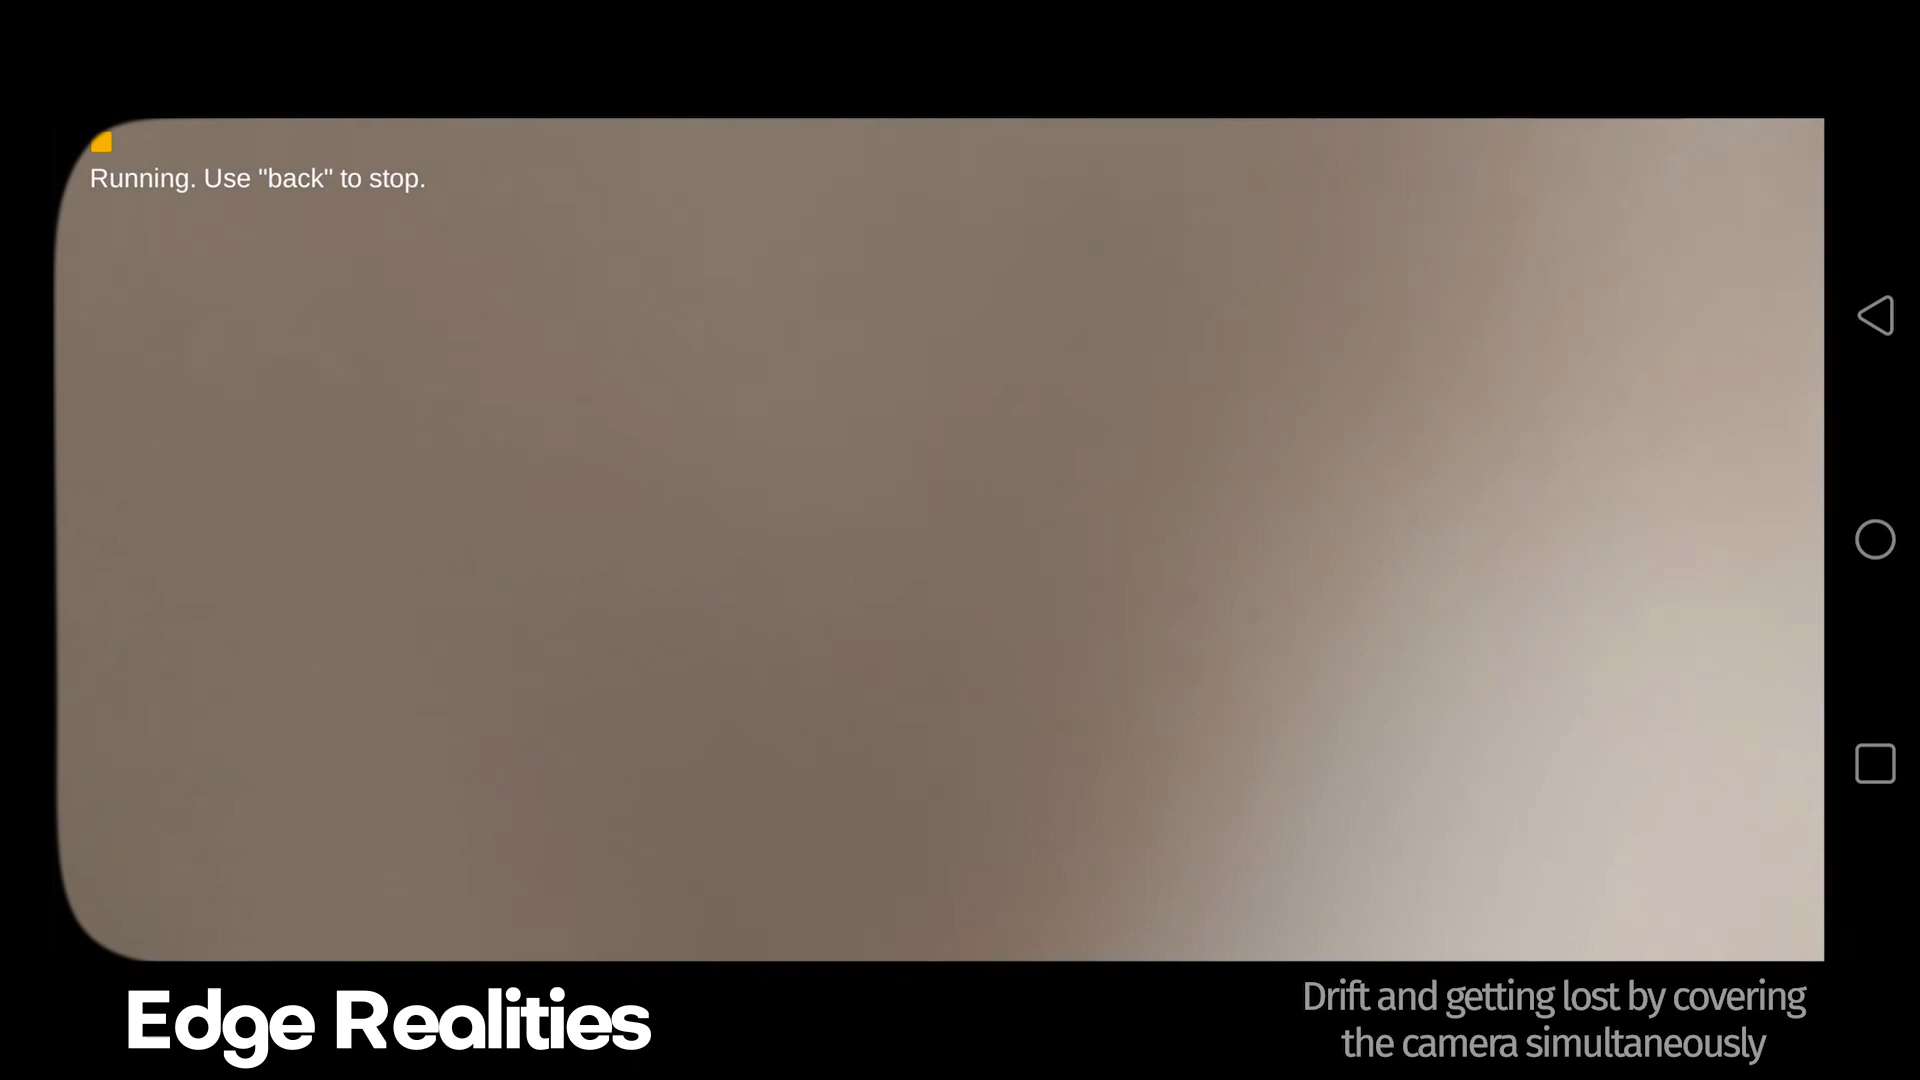 Running. Use "back" to stop.
Edge Realities
Drift and getting lost by covering
the camera simultaneously